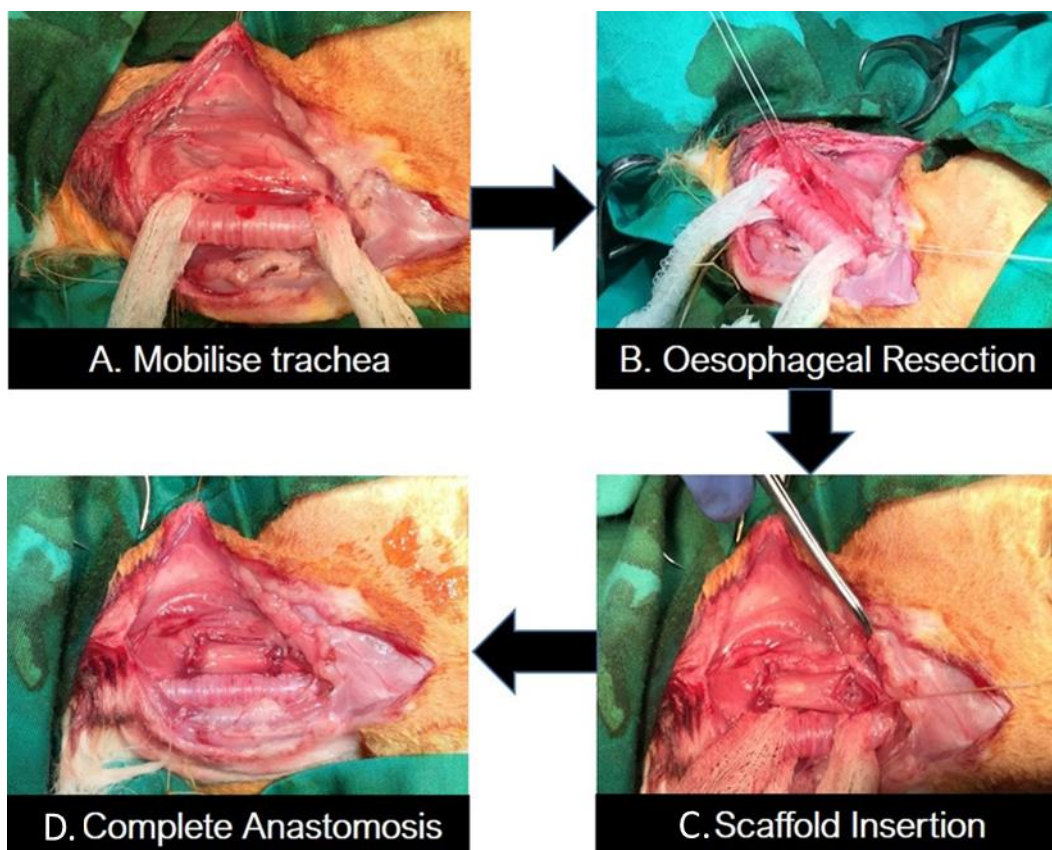 A. Mobilise trachea
B. Oesophageal Resection
D. Complete Anastomosis
C. Scaffold Insertion